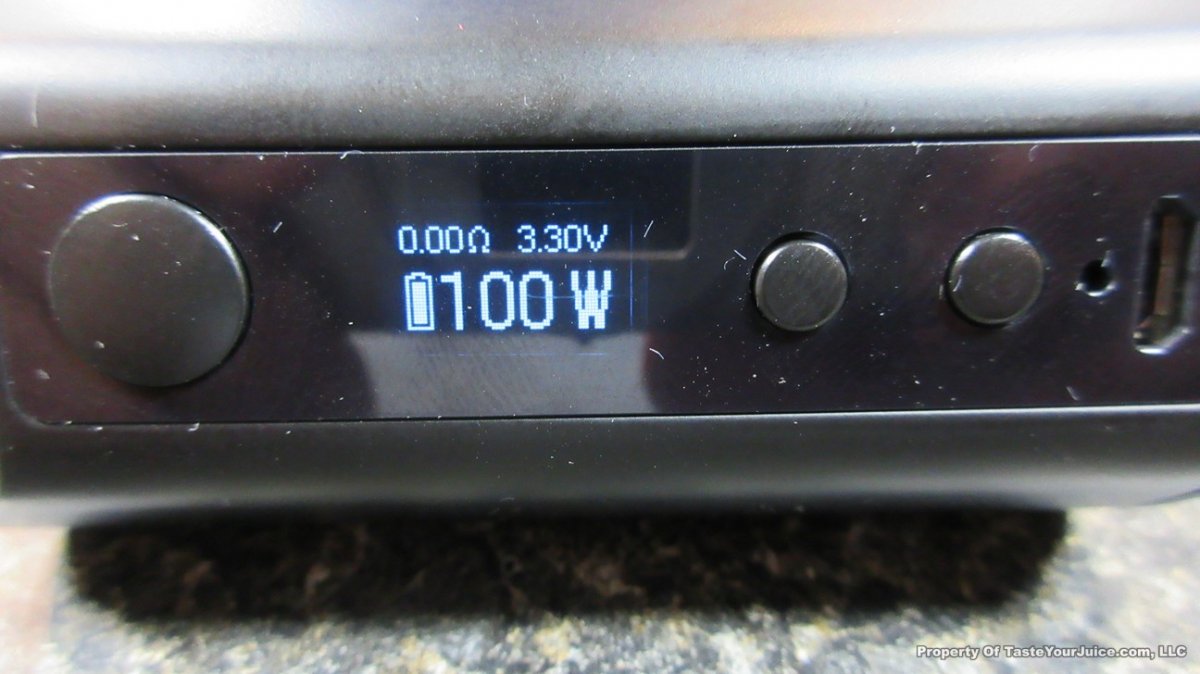 0.00Ω 3.30V
100 W
Property Of TasteYourJuice.com, LLC